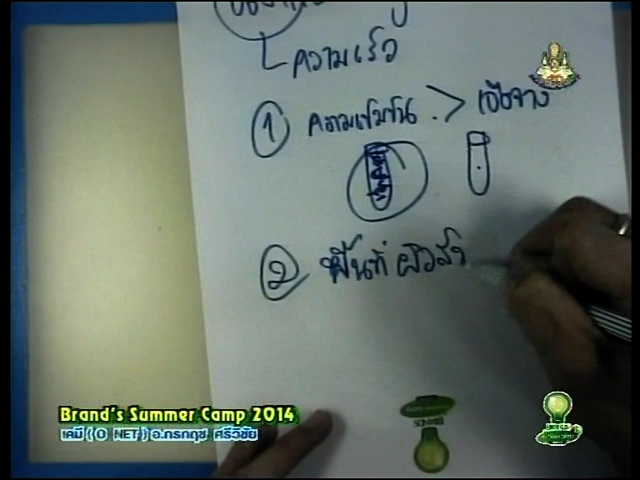 ความเร็ว
① ความเข้มข้น > เจือจาง
② พื้นที่ ผิวสั
Brand's Summer Camp 2014
เคมี (O NET) อ.กรกฤช ศรีวิชัย